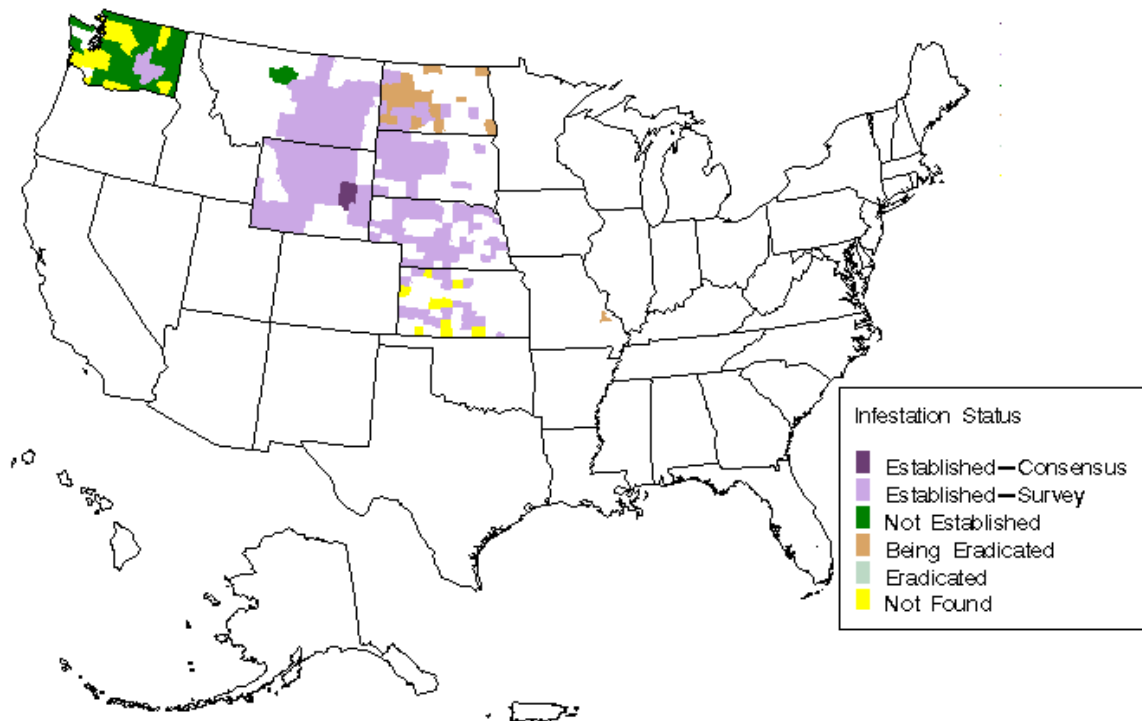 Infestation Status
Established—Consensus
Established—Survey
Not Established
Being Eradicated
Eradicated
Not Found